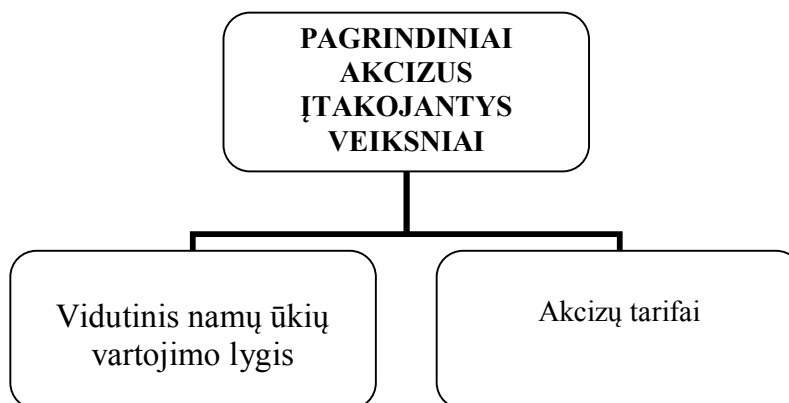 PAGRINDINIAI
AKCIZUS
ĮTAKOJANTYS
VEIKSNIAI
Vidutinis namų ūkių
vartojimo lygis
Akcizų tarifai